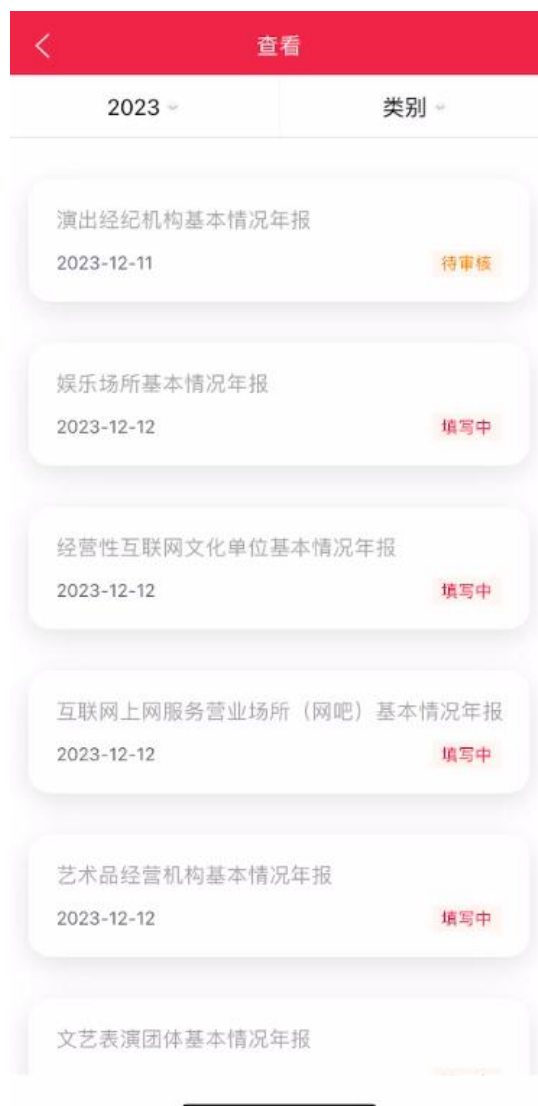 查看
2023
类别
演出经纪机构基本情况年报
2023-12-11
待审核
娱乐场所基本情况年报
2023-12-12
填写中
经营性互联网文化单位基本情况年报
2023-12-12
填写中
互联网上网服务营业场所（网吧）基本情况年报
2023-12-12
填写中
艺术品经营机构基本情况年报
2023-12-12
填写中
文艺表演团体基本情况年报